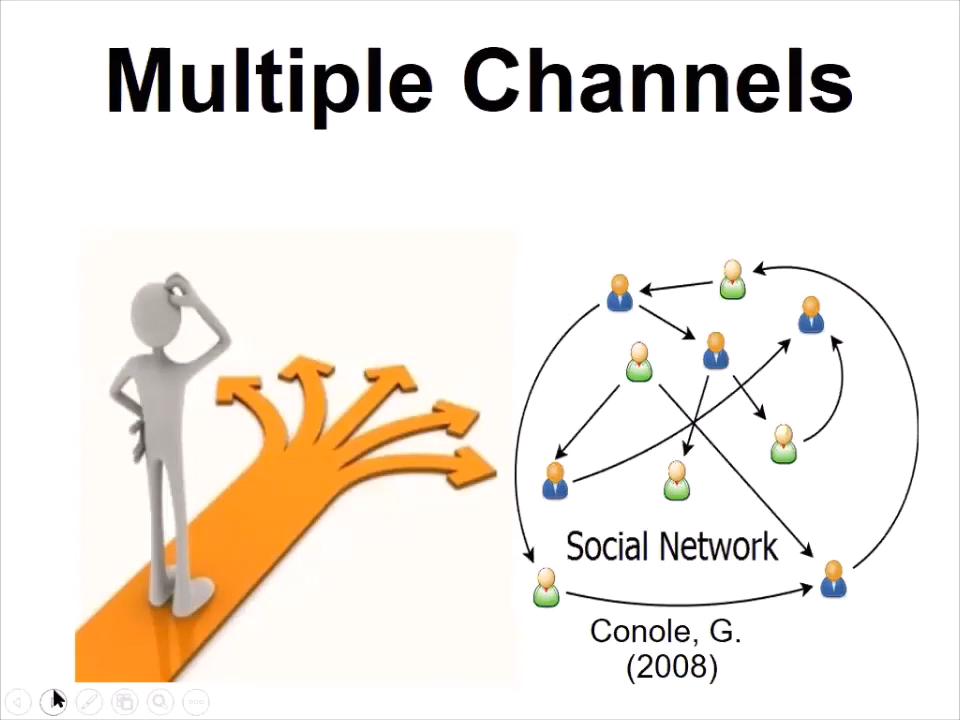 Multiple Channels
Social Network
Conole, G.
(2008)